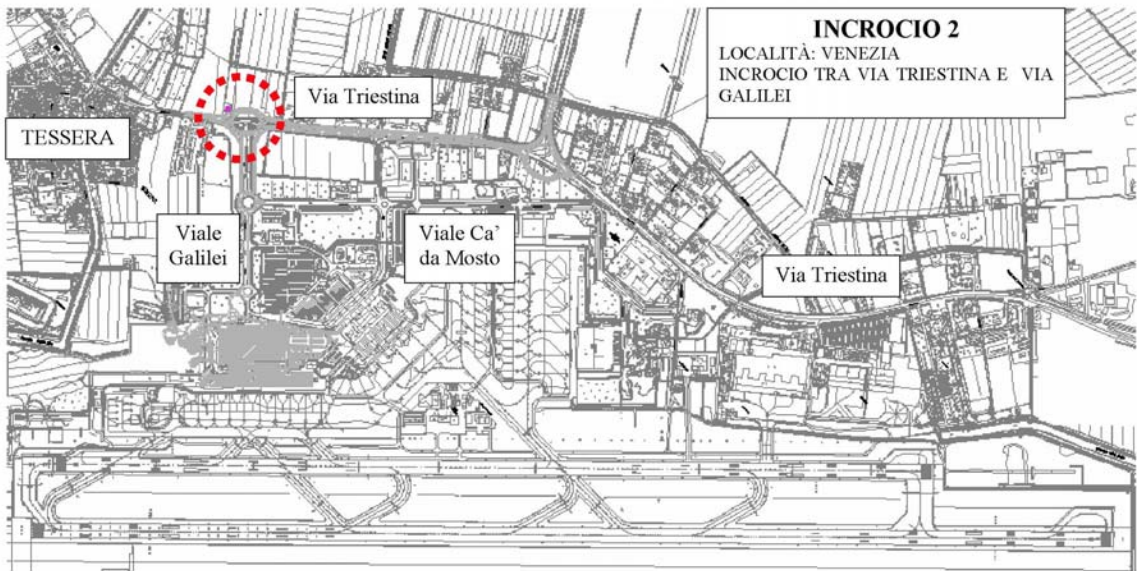 INCROCIO 2
LOCALITÀ: VENEZIA
INCROCIO TRA VIA TRIESTINA E VIA
GALILEI
Via Triestina
TESSERA
Viale
Galilei
Viale Ca'
da Mosto
Via Triestina